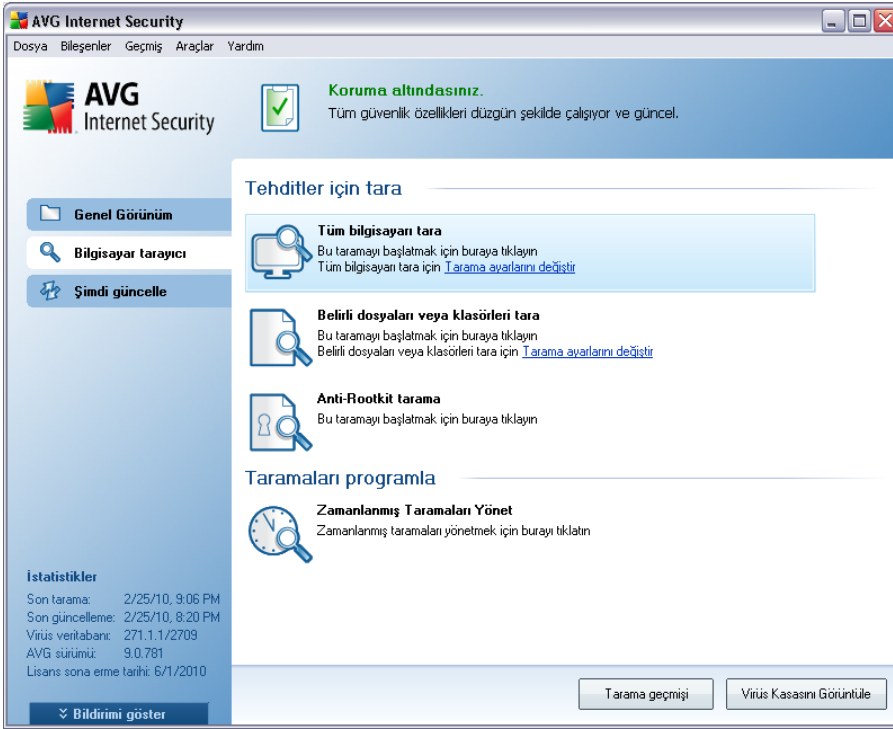 AVG Internet Security
Dosya Bileşenler Geçmiş Araçlar Yardım
AVG
Internet Security
Koruma altındasınız.
Tüm güvenlik özellikleri düzgün şekilde çalışıyor ve güncel.
Genel Görünüm
Bilgisayar tarayıcı
Şimdi güncelle
Tehditler için tara
Tüm bilgisayarı tara
Bu taramayı başlatmak için buraya tıklayın
Tüm bilgisayarı tara için Tarama ayarlarını değiştir
Belirli dosyaları veya klasörleri tara
Bu taramayı başlatmak için buraya tıklayın
Belirli dosyaları veya klasörleri tara için Tarama ayarlarını değiştir
Anti-Rootkit tarama
Bu taramayı başlatmak için buraya tıklayın
Taramaları programla
Zamanlanmış Taramaları Yönet
Zamanlanmış taramaları yönetmek için burayı tıklatın
İstatistikler
Son tarama: 2/25/10, 9:06 PM
Son güncelleme: 2/25/10, 8:20 PM
Virüs veritabanı: 271.1.1/2709
AVG sürümü: 9.0.781
Lisans sona erme tarihi: 6/1/2010
Bildirimi göster
Tarama geçmişi
Virüs Kasasını Görüntüle